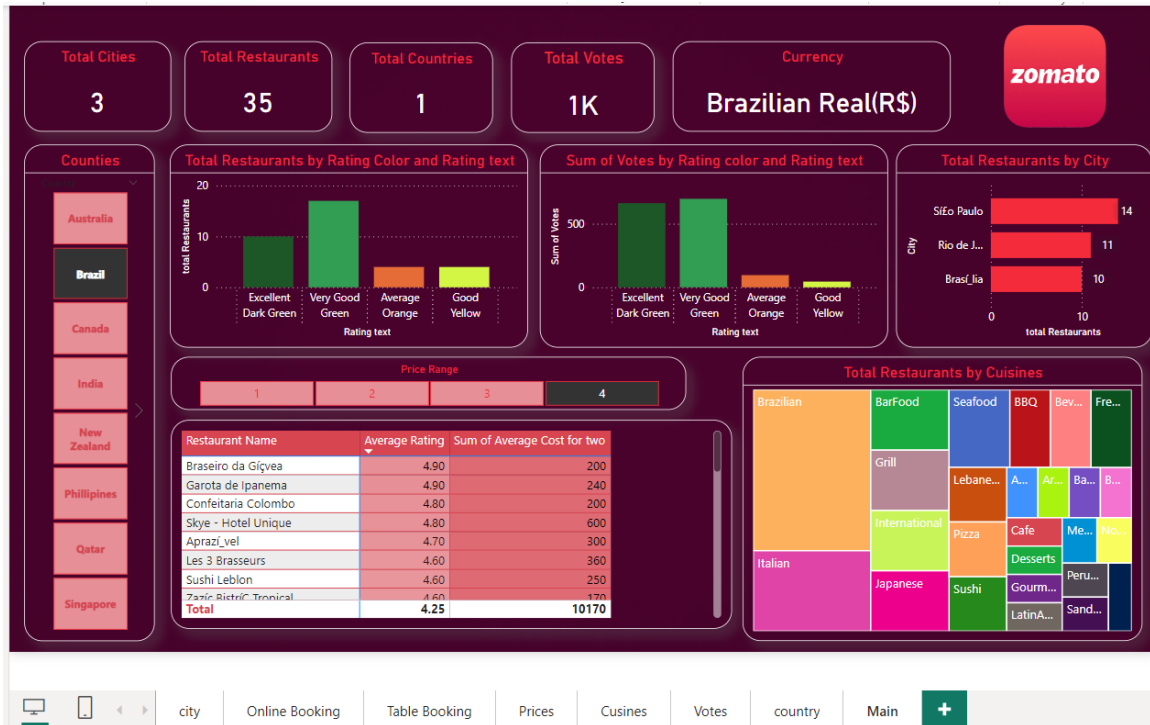 Total Cities
3
Total Restaurants
35
Total Countries
1
Total Votes
1K
Currency
Brazilian Real(R$)
zomato
Counties
Australia
Brazil
Canada
India
New
Zealand
Phillipines
Qatar
Singapore
Total Restaurants by Rating Color and Rating text
total Restaurants
20
10
0
Excellent
Dark Green
Very Good
Green
Average
Orange
Good
Yellow
Rating text
Sum of Votes by Rating color and Rating text
Sum of Votes
500
0
Excellent
Dark Green
Very Good
Green
Average
Orange
Good
Yellow
Rating text
Total Restaurants by City
City
Sí£o Paulo 14
Rio de J... 11
Brasí_lia 10
0 10
total Restaurants
Price Range
1 2 3 4
Restaurant Name Average Rating Sum of Average Cost for two
Braseiro da Gíçvea 4.90 200
Garota de Ipanema 4.90 240
Confeitaria Colombo 4.80 200
Skye - Hotel Unique 4.80 600
Aprazí_vel 4.70 300
Les 3 Brasseurs 4.60 360
Sushi Leblon 4.60 250
Zazíc BistríC Tropical 4.60 170
Total 4.25 10170
Total Restaurants by Cuisines
Brazilian
Italian
BarFood
Grill
International
Japanese
Seafood
Lebane...
Pizza
Sushi
BBQ
Bev...
Fre...
A...
Ar...
Ba...
B...
Cafe
Desserts
Gourm...
LatinA...
Me...
No...
Peru...
Sand...
city Online Booking Table Booking Prices Cusines Votes country Main +